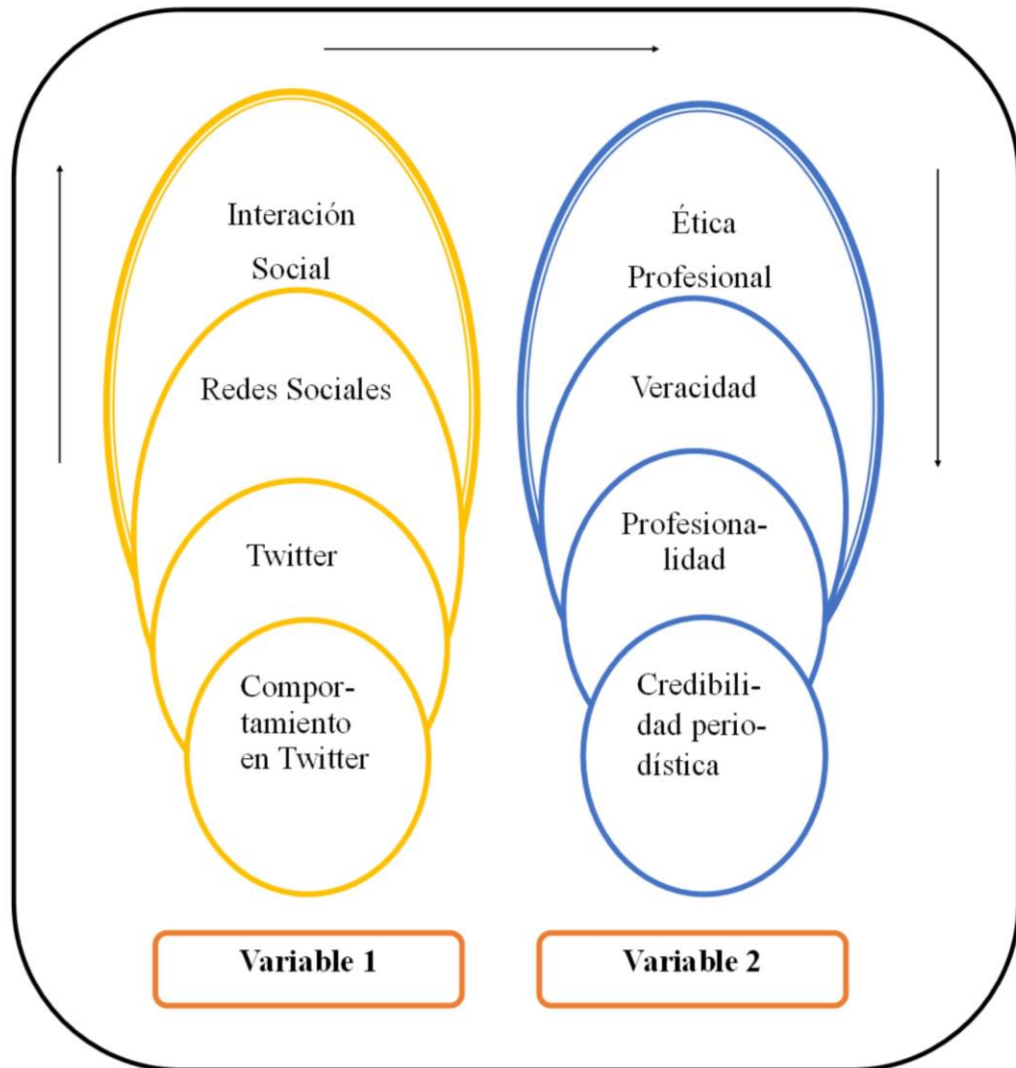 Interación
Social
Redes Sociales
Twitter
Compor-
tamiento
en Twitter
Variable 1
Ética
Profesional
Veracidad
Profesiona-
lidad
Credibili-
dad perio-
dística
Variable 2